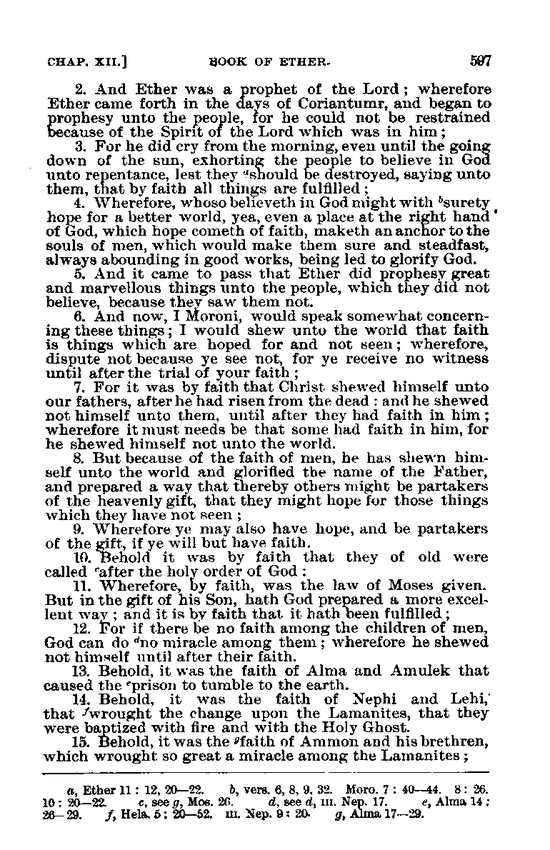 CHAP. XII.] BOOK OF ETHER. 597
2. And Ether was a prophet of the Lord; wherefore
Ether came forth in the days of Coriantumr, and began to
prophesy unto the people, for he could not be restrained
because of the Spirit of the Lord which was in him;
3. For he did cry from the morning, even until the going
down of the sun, exhorting the people to believe in God
unto repentance, lest they ᵃshould be destroyed, saying unto
them, that by faith all things are fulfilled;
4. Wherefore, whoso believeth in God might with ᵇsurety
hope for a better world, yea, even a place at the right hand
of God, which hope cometh of faith, maketh an anchor to the
souls of men, which would make them sure and steadfast,
always abounding in good works, being led to glorify God.
5. And it came to pass that Ether did prophesy great
and marvellous things unto the people, which they did not
believe, because they saw them not.
6. And now, I Moroni, would speak somewhat concern-
ing these things; I would shew unto the world that faith
is things which are hoped for and not seen; wherefore,
dispute not because ye see not, for ye receive no witness
until after the trial of your faith;
7. For it was by faith that Christ shewed himself unto
our fathers, after he had risen from the dead: and he shewed
not himself unto them, until after they had faith in him;
wherefore it must needs be that some had faith in him, for
he shewed himself not unto the world.
8. But because of the faith of men, he has shewn him-
self unto the world and glorified the name of the Father,
and prepared a way that thereby others might be partakers
of the heavenly gift, that they might hope for those things
which they have not seen;
9. Wherefore ye may also have hope, and be partakers
of the gift, if ye will but have faith.
10. Behold it was by faith that they of old were
called ᶜafter the holy order of God:
11. Wherefore, by faith, was the law of Moses given.
But in the gift of his Son, hath God prepared a more excel-
lent way; and it is by faith that it hath been fulfilled;
12. For if there be no faith among the children of men,
God can do ᵈno miracle among them; wherefore he shewed
not himself until after their faith.
13. Behold, it was the faith of Alma and Amulek that
caused the ᵉprison to tumble to the earth.
14. Behold, it was the faith of Nephi and Lehi,
that ᶠwrought the change upon the Lamanites, that they
were baptized with fire and with the Holy Ghost.
15. Behold, it was the ᵍfaith of Ammon and his brethren,
which wrought so great a miracle among the Lamanites;
a, Ether 11: 12, 20—22. b, vers. 6, 8, 9, 32. Moro. 7: 40—44. 8: 26.
10: 20—22. c, see g, Mos. 26. d, see d, III. Nep. 17. e, Alma 14:
26—29. f, Hela. 5: 20—52. III. Nep. 9: 20. g, Alma 17—29.